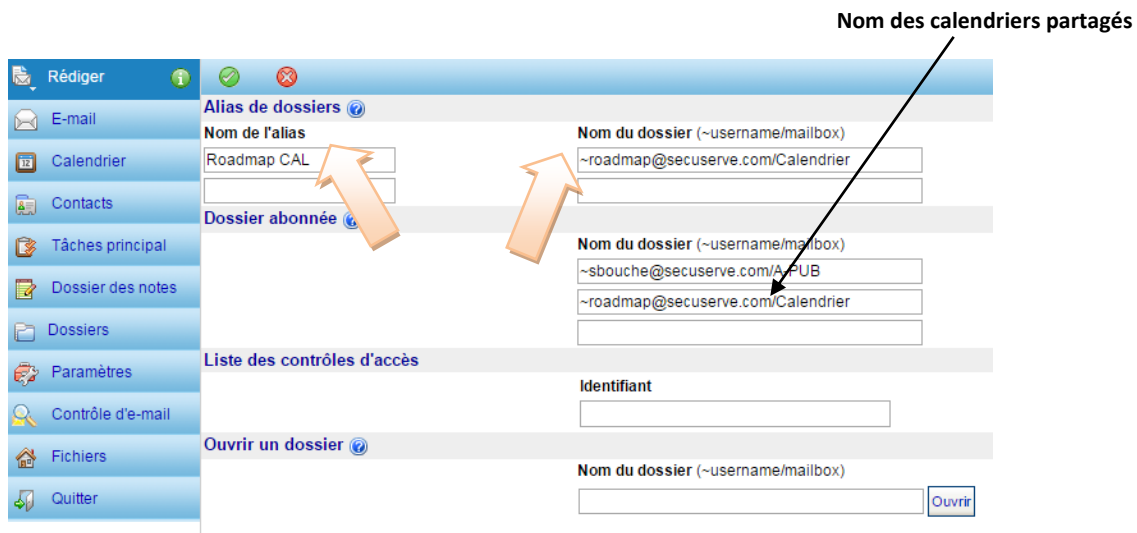 Nom des calendriers partagés
Rédiger
E-mail
Calendrier
Contacts
Tâches principal
Dossier des notes
Dossiers
Paramètres
Contrôle d'e-mail
Fichiers
Quitter
Alias de dossiers
Nom de l'alias
Nom du dossier (~username/mailbox)
Roadmap CAL
~roadmap@secuserve.com/Calendrier
Dossier abonnée
Nom du dossier (~username/mailbox)
~sbouche@secuserve.com/A-PUB
~roadmap@secuserve.com/Calendrier
Liste des contrôles d'accès
Identifiant
Ouvrir un dossier
Nom du dossier (~username/mailbox)
Ouvrir